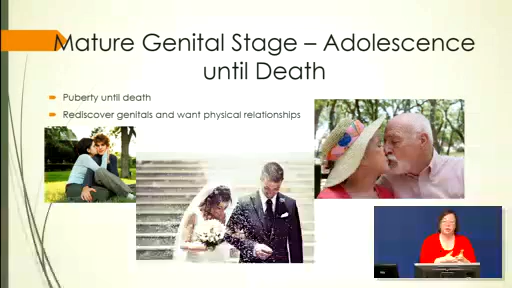 Mature Genital Stage – Adolescence
until Death
Puberty until death
Rediscover genitals and want physical relationships